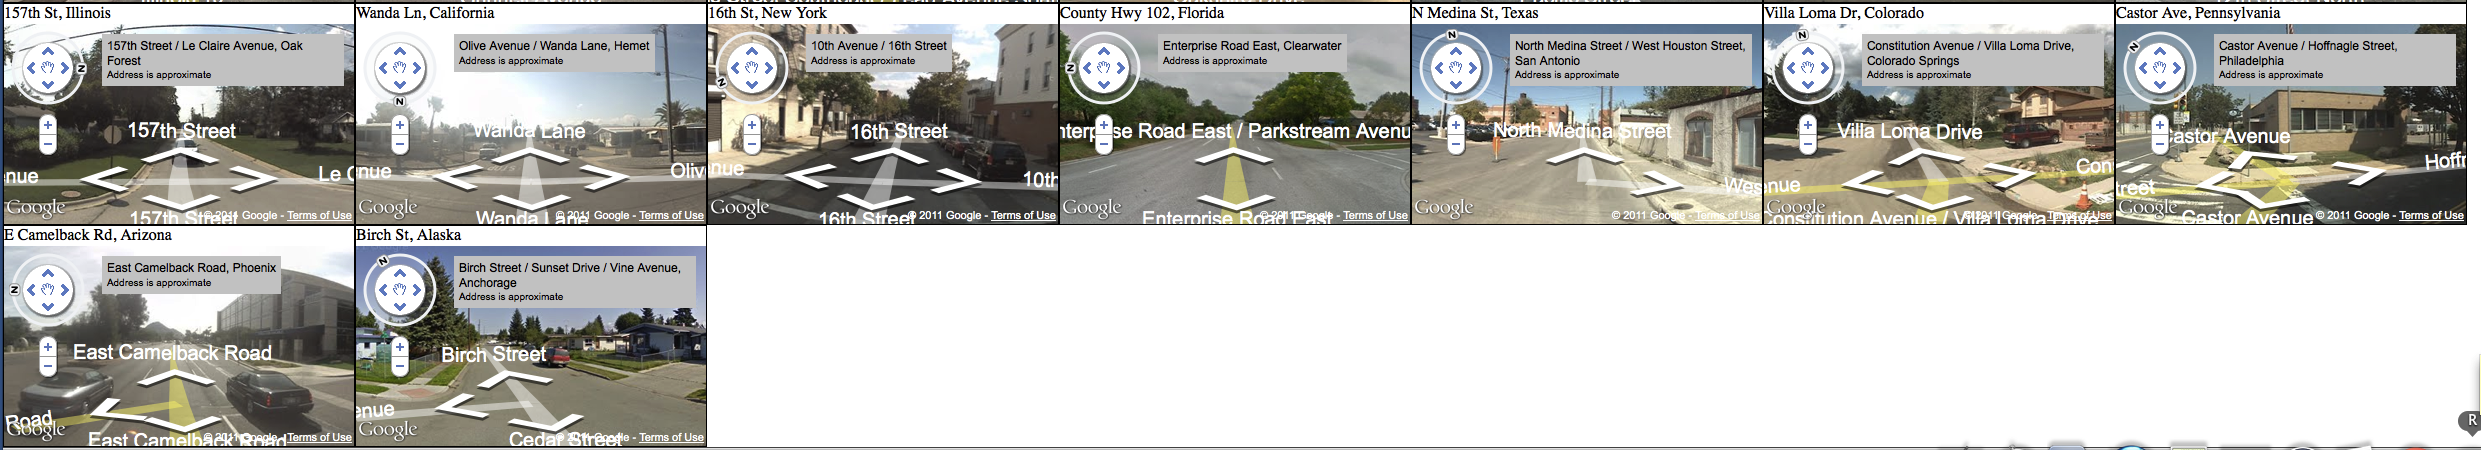 157th St, Illinois
157th Street / Le Claire Avenue, Oak
Forest
Address is approximate
N
157th Street
nue
Le C
157th Street
Google
© 2011 Google - Terms of Use
Wanda Ln, California
Olive Avenue / Wanda Lane, Hemet
Address is approximate
N
Wanda Lane
nue
Oliv
Wanda Lane
Google
© 2011 Google - Terms of Use
16th St, New York
10th Avenue / 16th Street
Address is approximate
N
16th Street
nue
10th
16th Street
Google
© 2011 Google - Terms of Use
County Hwy 102, Florida
Enterprise Road East, Clearwater
Address is approximate
N
nterprise Road East / Parkstream Avenu
Enterprise Road East
Google
© 2011 Google - Terms of Use
N Medina St, Texas
North Medina Street / West Houston Street,
San Antonio
Address is approximate
N
North Medina Street
Wes
Google
© 2011 Google - Terms of Use
Villa Loma Dr, Colorado
Constitution Avenue / Villa Loma Drive,
Colorado Springs
Address is approximate
N
Villa Loma Drive
enue
Con
Constitution Avenue / Villa Loma Drive
© 2011 Google - Terms of Use
Castor Ave, Pennsylvania
Castor Avenue / Hoffnagle Street,
Philadelphia
Address is approximate
N
Castor Avenue
Hoffr
treet
Castor Avenue
Google
© 2011 Google - Terms of Use
E Camelback Rd, Arizona
East Camelback Road, Phoenix
Address is approximate
N
East Camelback Road
Road
East Camelback Road
Google
© 2011 Google - Terms of Use
Birch St, Alaska
Birch Street / Sunset Drive / Vine Avenue,
Anchorage
Address is approximate
N
Birch Street
enue
Cedar Street
Google
© 2011 Google - Terms of Use
R